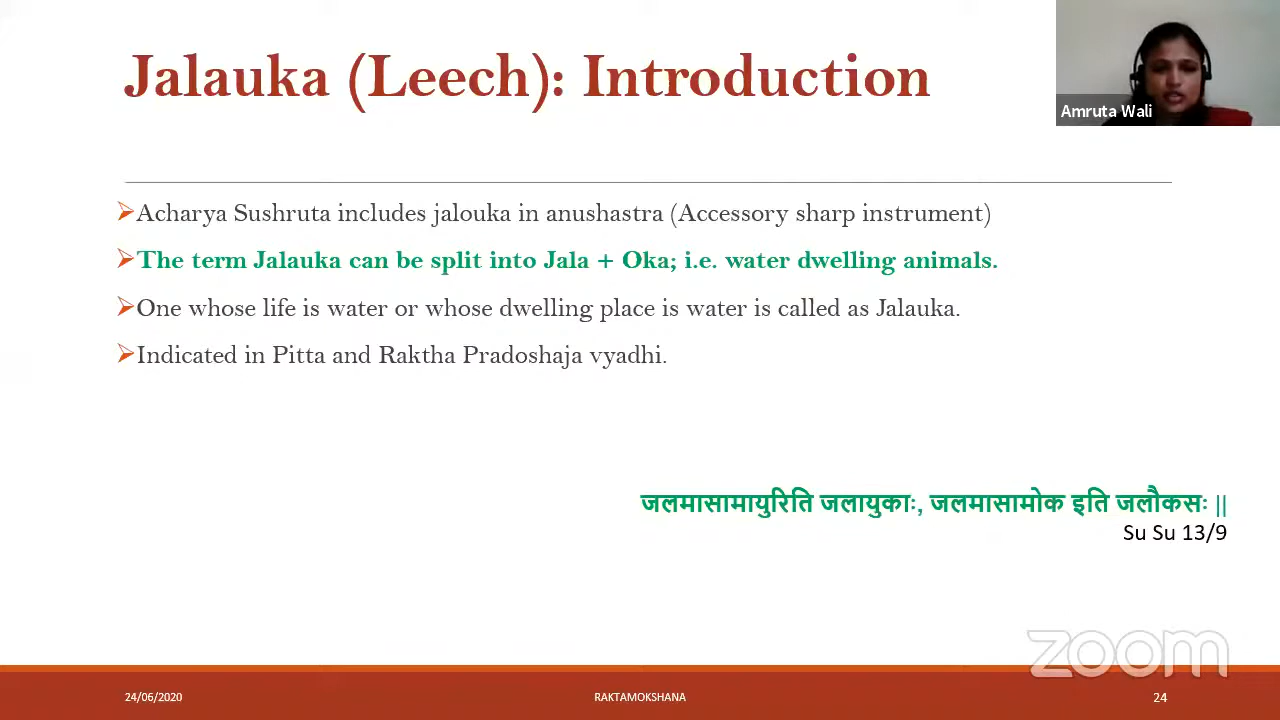 Jalauka (Leech): Introduction
Amruta Wali
Acharya Sushruta includes jalouka in anushastra (Accessory sharp instrument)
The term Jalauka can be split into Jala + Oka; i.e. water dwelling animals.
One whose life is water or whose dwelling place is water is called as Jalauka.
Indicated in Pitta and Raktha Pradoshaja vyadhi.
जलमासामायुरिति जलायुकाः, जलमासामोक इति जलौकसः ||
Su Su 13/9
zoom
24/06/2020
RAKTAMOKSHANA
24